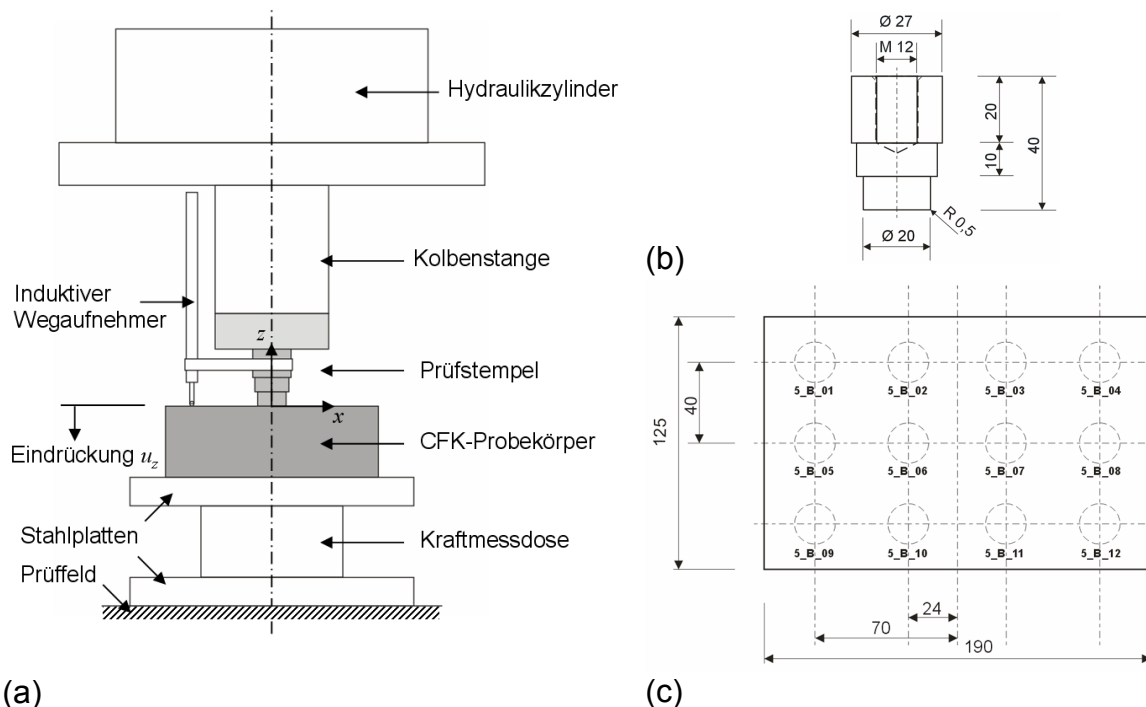 Hydraulikzylinder
Kolbenstange
Induktiver
Wegaufnehmer
z
Prüfstempel
x
CFK-Probekörper
Eindrückung u_z
Stahlplatten
Kraftmessdose
Prüffeld
(a)
Ø 27
M 12
20
40
10
R 0,5
Ø 20
(b)
5_B_01 5_B_02 5_B_03 5_B_04
40
125
5_B_05 5_B_06 5_B_07 5_B_08
5_B_09 5_B_10 5_B_11 5_B_12
24
70
190
(c)